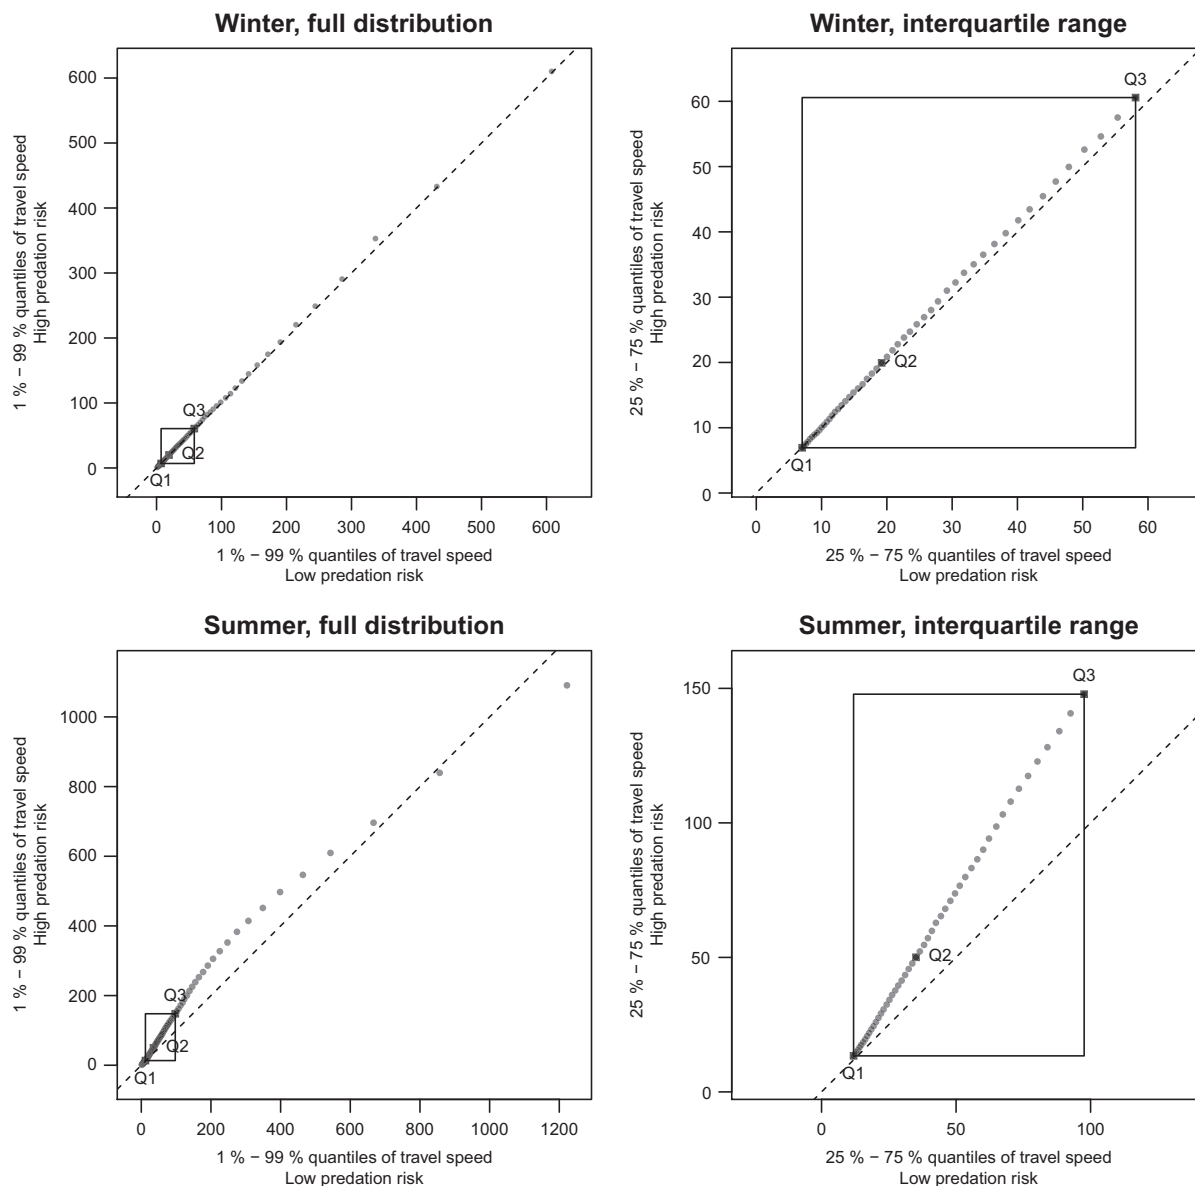 Winter, full distribution
600
500
400
300
200
100
0
1 % − 99 % quantiles of travel speed
High predation risk
Q3
Q2
Q1
0 100 200 300 400 500 600
1 % − 99 % quantiles of travel speed
Low predation risk
Winter, interquartile range
60
50
40
30
20
10
0
25 % − 75 % quantiles of travel speed
High predation risk
Q3
Q2
Q1
0 10 20 30 40 50 60
25 % − 75 % quantiles of travel speed
Low predation risk
Summer, full distribution
1000
800
600
400
200
0
1 % − 99 % quantiles of travel speed
High predation risk
Q3
Q2
Q1
0 200 400 600 800 1000 1200
1 % − 99 % quantiles of travel speed
Low predation risk
Summer, interquartile range
150
100
50
0
25 % − 75 % quantiles of travel speed
High predation risk
Q3
Q2
Q1
0 50 100
25 % − 75 % quantiles of travel speed
Low predation risk